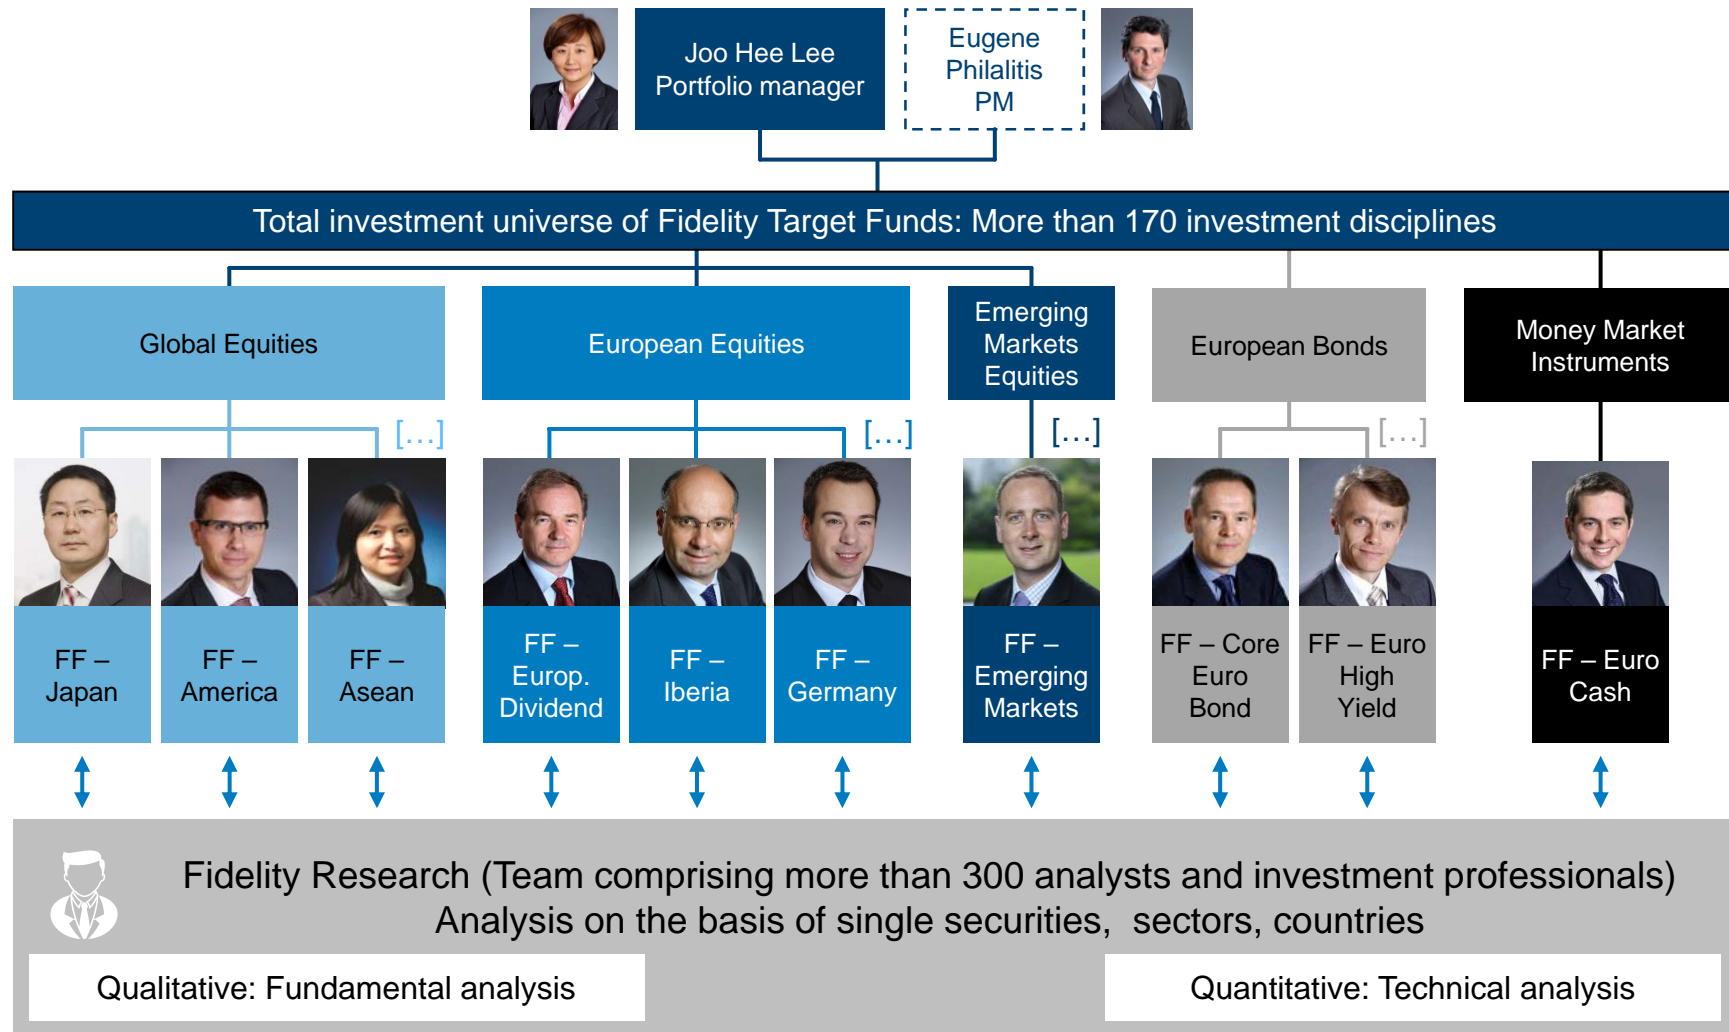 Joo Hee Lee
Portfolio manager
Eugene
Philalitis
PM
Total investment universe of Fidelity Target Funds: More than 170 investment disciplines
Global Equities
European Equities
Emerging
Markets
Equities
European Bonds
Money Market
Instruments
[…]
[…]
[…]
[…]
FF –
Japan
FF –
America
FF –
Asean
FF –
Europ.
Dividend
FF –
Iberia
FF –
Germany
FF –
Emerging
Markets
FF – Core
Euro
Bond
FF – Euro
High
Yield
FF – Euro
Cash
Fidelity Research (Team comprising more than 300 analysts and investment professionals)
Analysis on the basis of single securities,  sectors, countries
Qualitative: Fundamental analysis
Quantitative: Technical analysis